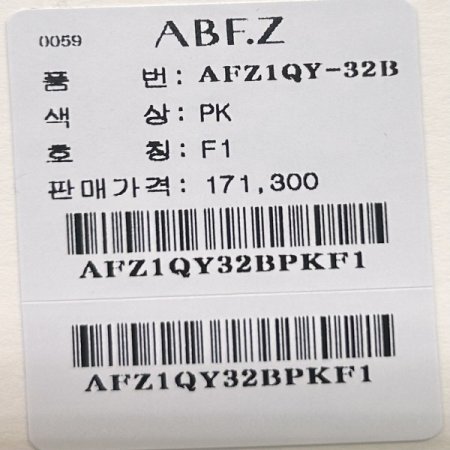 0059 ABF.Z
품 번: AFZ1QY-32B
색 상: PK
호 칭: F1
판매가격: 171,300
AFZ1QY32BPKF1
AFZ1QY32BPKF1